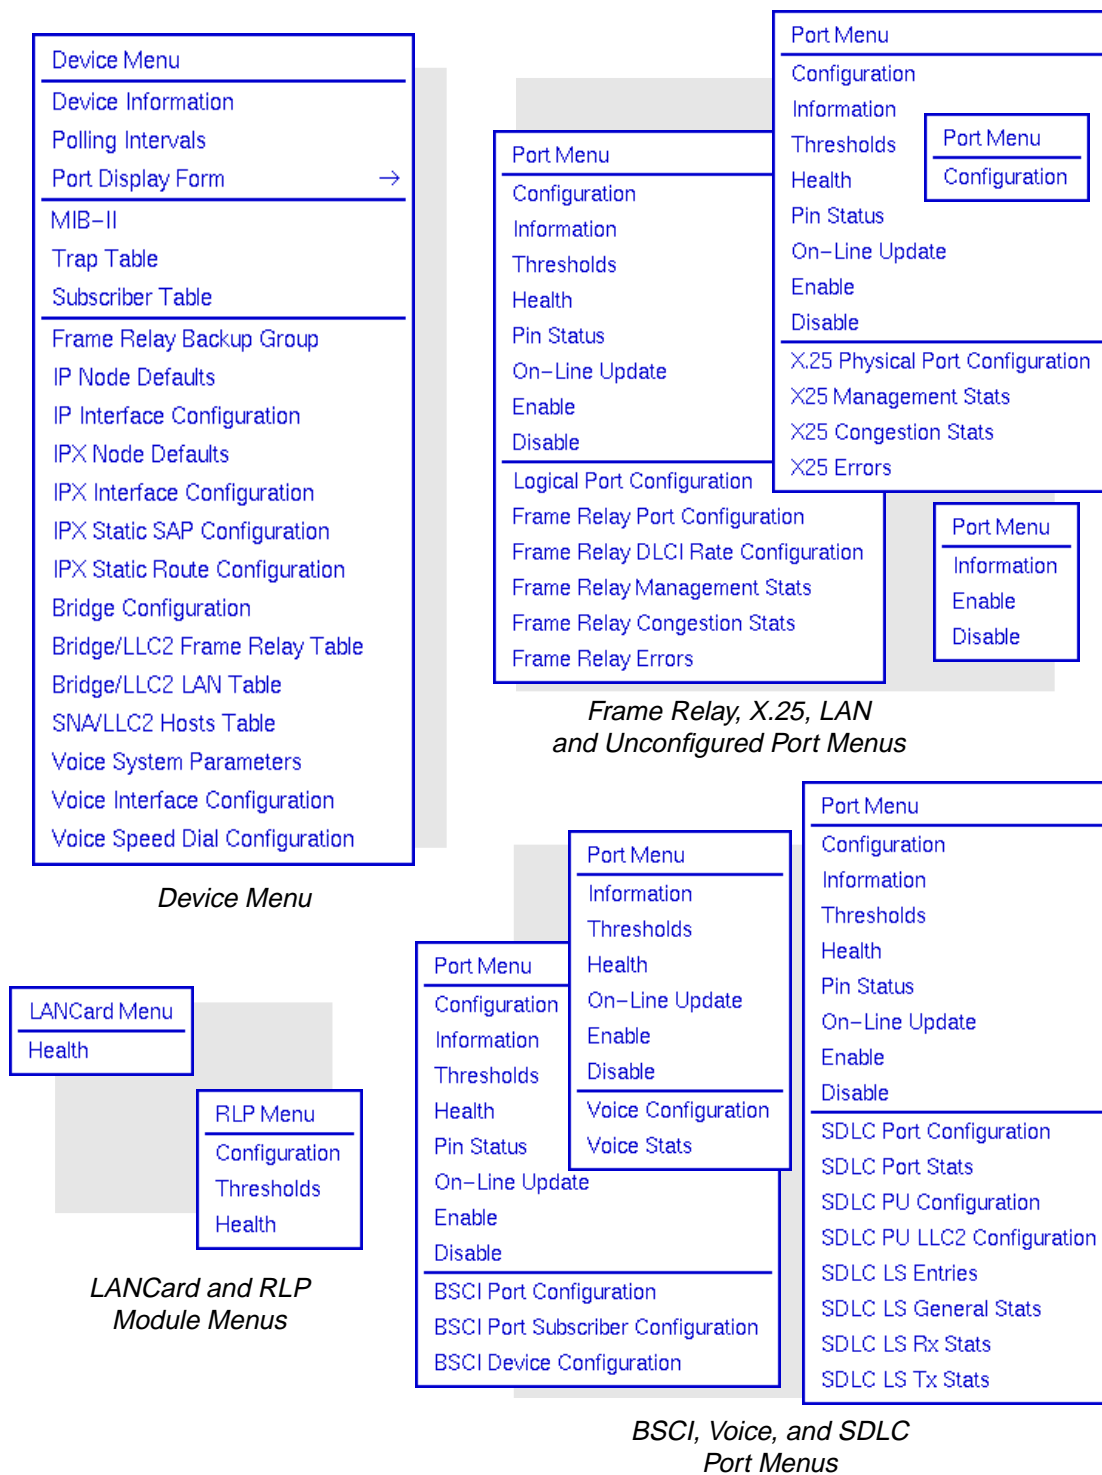 Device Menu
Device Information
Polling Intervals
Port Display Form →
MIB–II
Trap Table
Subscriber Table
Frame Relay Backup Group
IP Node Defaults
IP Interface Configuration
IPX Node Defaults
IPX Interface Configuration
IPX Static SAP Configuration
IPX Static Route Configuration
Bridge Configuration
Bridge/LLC2 Frame Relay Table
Bridge/LLC2 LAN Table
SNA/LLC2 Hosts Table
Voice System Parameters
Voice Interface Configuration
Voice Speed Dial Configuration
Device Menu
Port Menu
Configuration
Information
Thresholds
Health
Pin Status
On–Line Update
Enable
Disable
Logical Port Configuration
Frame Relay Port Configuration
Frame Relay DLCI Rate Configuration
Frame Relay Management Stats
Frame Relay Congestion Stats
Frame Relay Errors
Port Menu
Configuration
Information
Thresholds
Health
Pin Status
On–Line Update
Enable
Disable
X.25 Physical Port Configuration
X25 Management Stats
X25 Congestion Stats
X25 Errors
Port Menu
Configuration
Port Menu
Information
Enable
Disable
Frame Relay, X.25, LAN
and Unconfigured Port Menus
LANCard Menu
Health
RLP Menu
Configuration
Thresholds
Health
LANCard and RLP
Module Menus
Port Menu
Configuration
Information
Thresholds
Health
Pin Status
On–Line Update
Enable
Disable
BSCI Port Configuration
BSCI Port Subscriber Configuration
BSCI Device Configuration
Port Menu
Information
Thresholds
Health
On–Line Update
Enable
Disable
Voice Configuration
Voice Stats
Port Menu
Configuration
Information
Thresholds
Health
Pin Status
On–Line Update
Enable
Disable
SDLC Port Configuration
SDLC Port Stats
SDLC PU Configuration
SDLC PU LLC2 Configuration
SDLC LS Entries
SDLC LS General Stats
SDLC LS Rx Stats
SDLC LS Tx Stats
BSCI, Voice, and SDLC
Port Menus